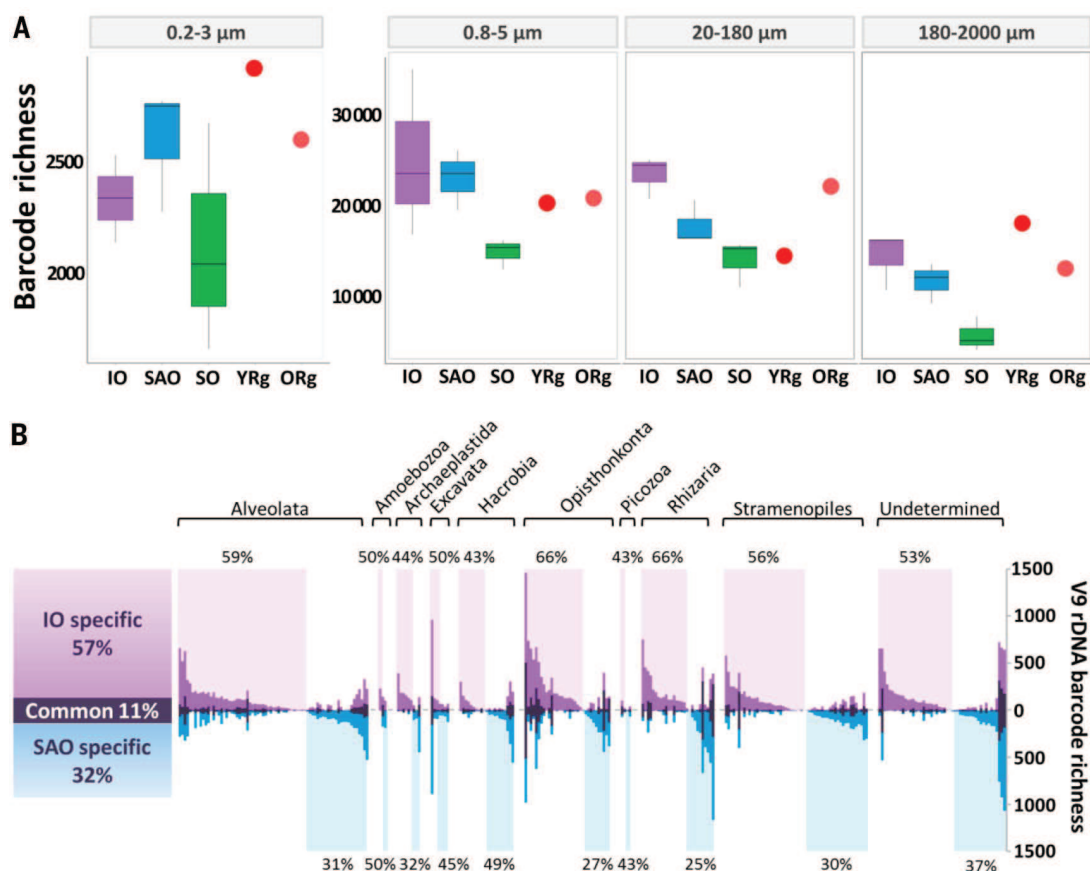 A
0.2-3 µm
0.8-5 µm
20-180 µm
180-2000 µm
Barcode richness
2500
2000
30000
20000
10000
IO SAO SO YRg ORg
IO SAO SO YRg ORg
IO SAO SO YRg ORg
IO SAO SO YRg ORg
B
Alveolata
Amoebozoa
Archaeplastida
Excavata
Hacrobia
Opisthonkonta
Picozoa
Rhizaria
Stramenopiles
Undetermined
59% 50% 44% 50% 43% 66% 43% 66% 56% 53%
IO specific
57%
Common 11%
SAO specific
32%
1500
1000
500
0
500
1000
1500
V9 rDNA barcode richness
31% 50% 32% 45% 49% 27% 43% 25% 30% 37%